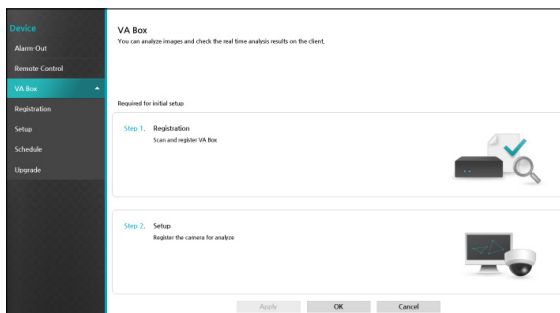 Device
Alarm-Out
Remote Control
VA Box
Registration
Setup
Schedule
Upgrade
VA Box
You can analyze images and check the real time analysis results on the client.
Required for initial setup
Step 1. Registration
Scan and register VA Box
Step 2. Setup
Register the camera for analyze
Apply OK Cancel